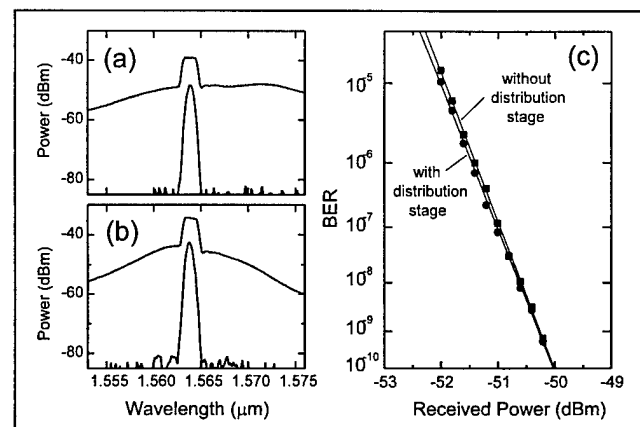 (a)
Power (dBm)
-40
-60
-80
(b)
Power (dBm)
-40
-60
-80
1.555 1.560 1.565 1.570 1.575
Wavelength (μm)
(c)
BER
10-5
10-6
10-7
10-8
10-9
10-10
without
distribution
stage
with
distribution
stage
-53 -52 -51 -50 -49
Received Power (dBm)